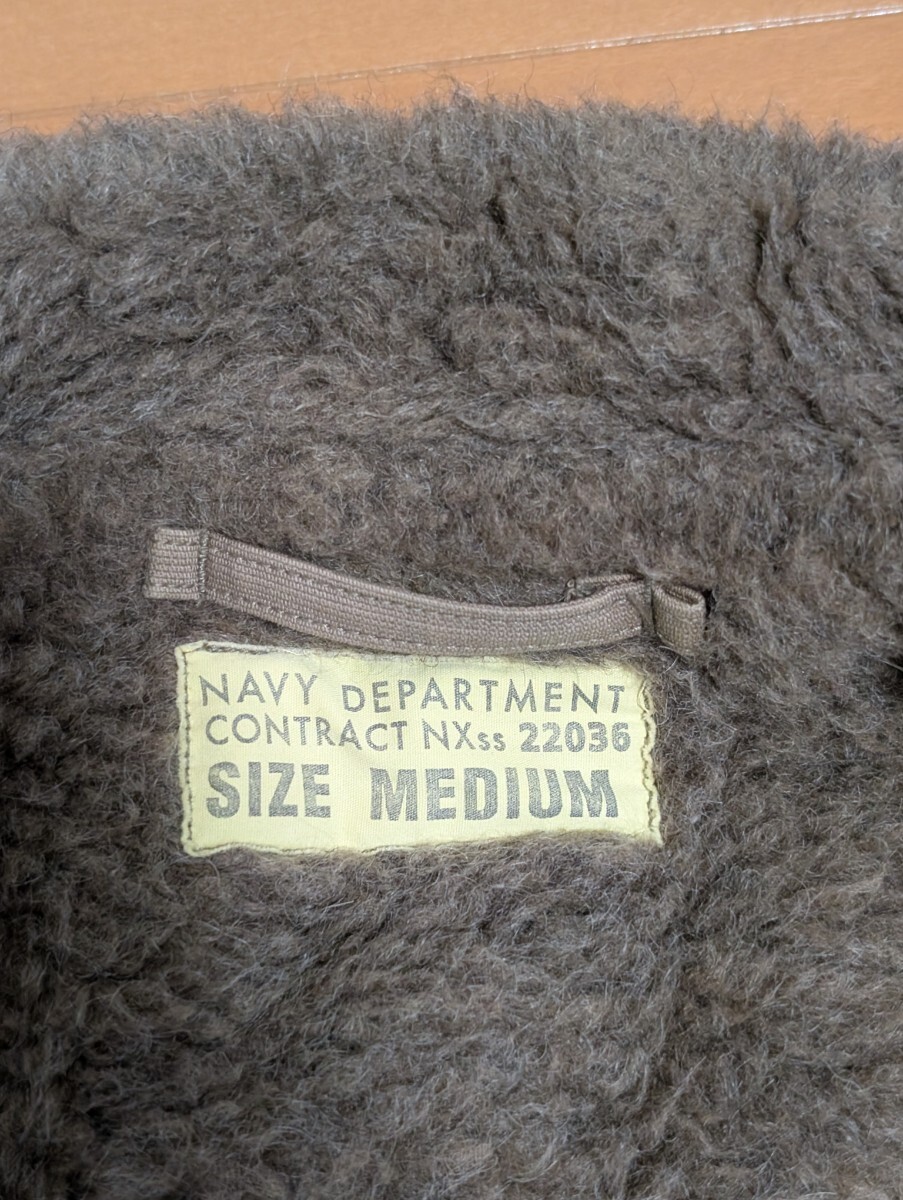 NAVY DEPARTMENT
CONTRACT NXss 22036
SIZE MEDIUM